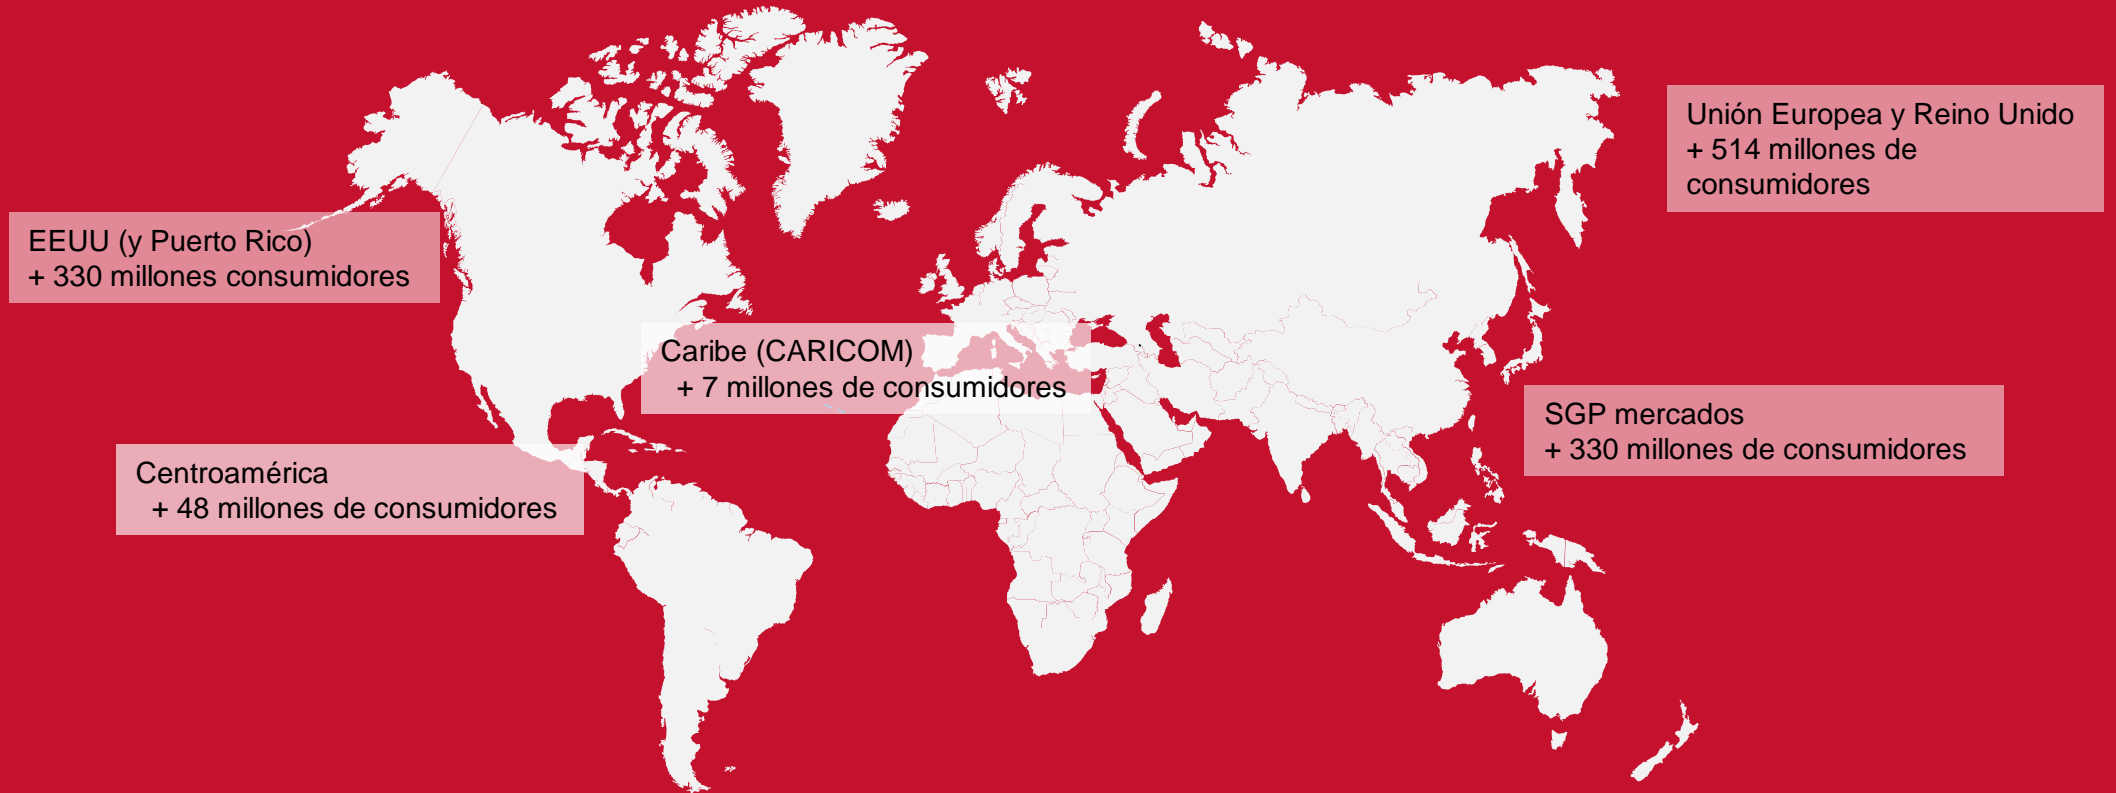 Unión Europea y Reino Unido
+ 514 millones de
consumidores
EEUU (y Puerto Rico)
+ 330 millones consumidores
Caribe (CARICOM)
+ 7 millones de consumidores
SGP mercados
+ 330 millones de consumidores
Centroamérica
+ 48 millones de consumidores